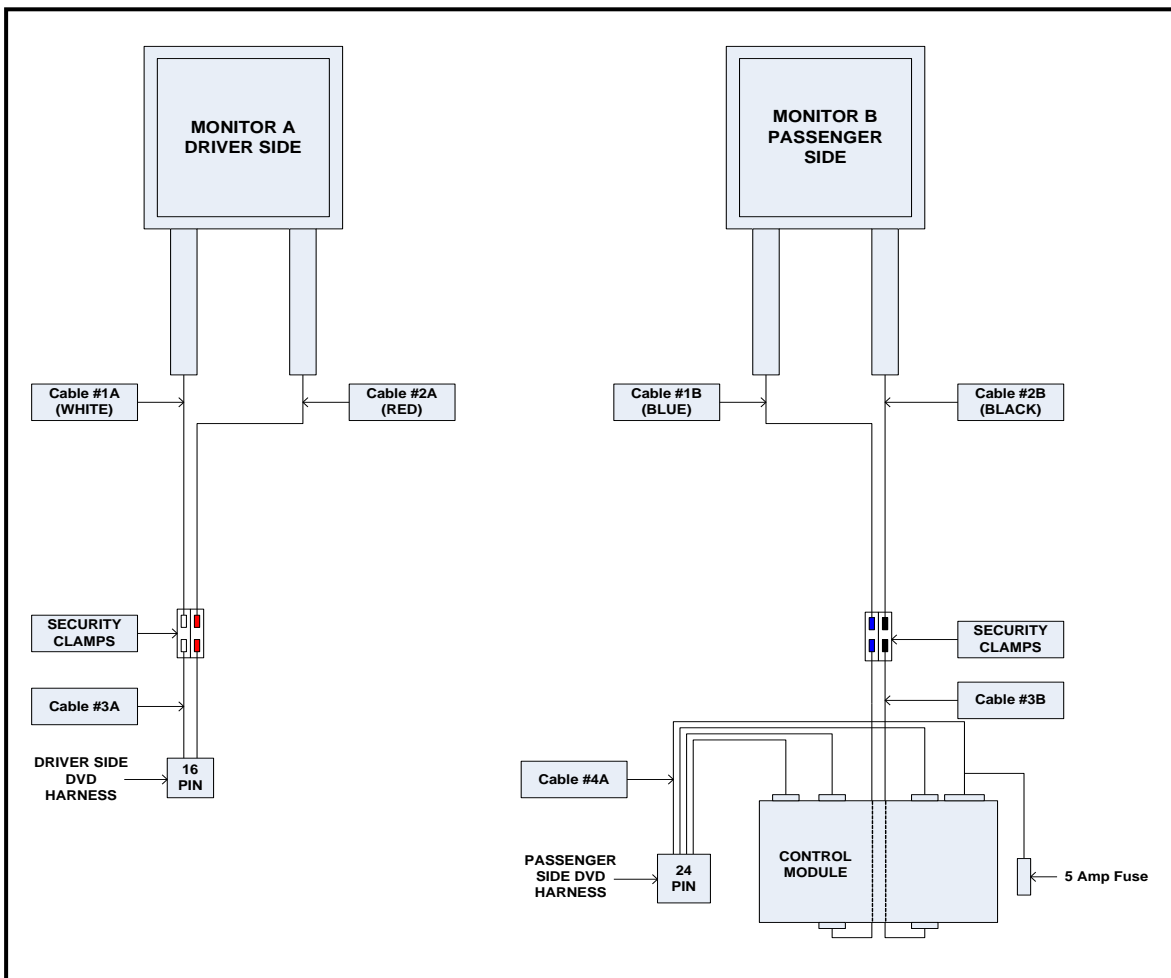 MONITOR A
DRIVER SIDE
MONITOR B
PASSENGER
SIDE
Cable #1A
(WHITE)
Cable #2A
(RED)
Cable #1B
(BLUE)
Cable #2B
(BLACK)
SECURITY
CLAMPS
SECURITY
CLAMPS
Cable #3A
Cable #3B
DRIVER SIDE
DVD
HARNESS
16
PIN
Cable #4A
PASSENGER
SIDE DVD
HARNESS
24
PIN
CONTROL
MODULE
5 Amp Fuse